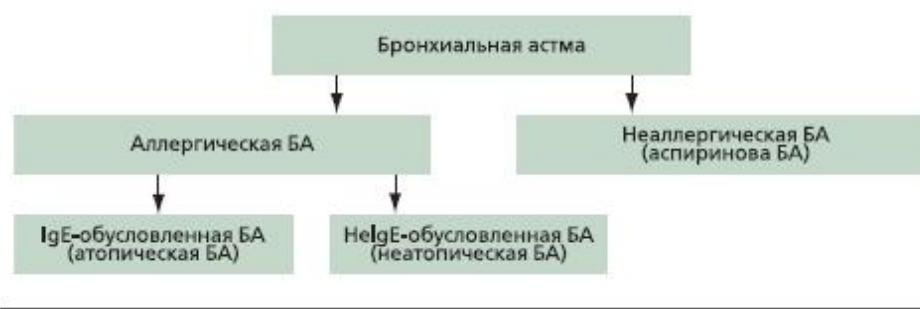 Бронхиальная астма
Аллергическая БА
Неаллергическая БА
(аспиринова БА)
IgE-обусловленная БА
(атопическая БА)
НеIgE-обусловленная БА
(неатопическая БА)